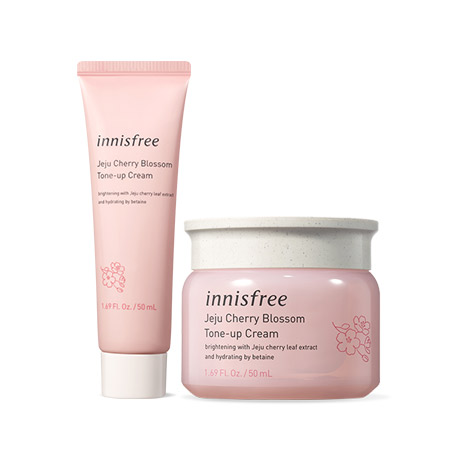 innisfree
Jeju Cherry Blossom
Tone-up Cream
brightening with Jeju cherry leaf extract
and hydrating by betaine
1.69 Fl. Oz. / 50 mL
innisfree
Jeju Cherry Blossom
Tone-up Cream
brightening with Jeju cherry leaf extract
and hydrating by betaine
1.69 Fl. Oz. / 50 mL